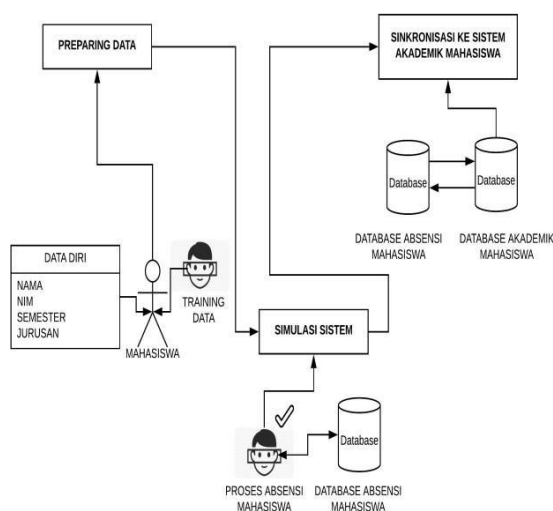 PREPARING DATA
SINKRONISASI KE SISTEM
AKADEMIK MAHASISWA
Database
Database
DATABASE ABSENSI
MAHASISWA
DATABASE AKADEMIK
MAHASISWA
DATA DIRI
NAMA
NIM
SEMESTER
JURUSAN
TRAINING
DATA
MAHASISWA
SIMULASI SISTEM
Database
PROSES ABSENSI
MAHASISWA
DATABASE ABSENSI
MAHASISWA